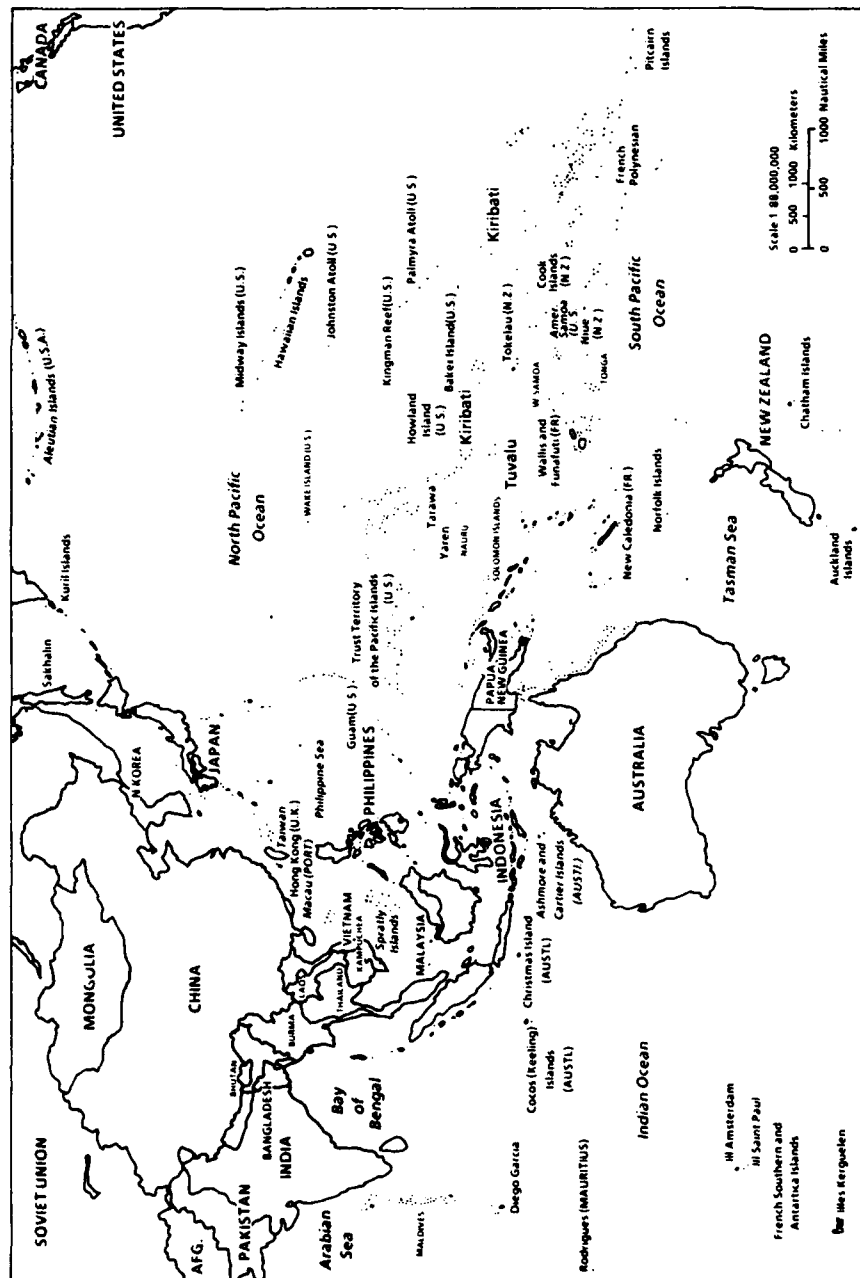 SOVIET UNION
MONGOLIA
CHINA
AFG.
PAKISTAN
INDIA
BHUTAN
BANGLADESH
BURMA
LAOS
THAILAND
VIETNAM
KAMPUCHEA
N KOREA
JAPAN
Sakhalin
Kuril Islands
Aleutian Islands (U.S.A.)
CANADA
UNITED STATES
North Pacific
Ocean
Midway Islands (U.S.)
Hawaiian Islands
WAKE ISLAND (U S )
Johnston Atoll (U S )
Taiwan
Hong Kong (U.K.)
Macau (PORT)
Philippine Sea
Guam (U S )
PHILIPPINES
Trust Territory
of the Pacific Islands
(U S.)
Spratly
Islands
MALAYSIA
Arabian
Sea
Bay
of
Bengal
MALDIVES
Kingman Reef (U.S.)
Palmyra Atoll (U S )
Howland
Island
(U S )
Baker Island (U.S.)
Tarawa
Yaren
NAURU
Kiribati
Kiribati
INDONESIA
PAPUA
NEW GUINEA
SOLOMON ISLANDS
Tuvalu
Tokelau (N Z )
Diego Garcia
Cocos (Keeling)
Islands
(AUSTL)
Christmas Island
(AUSTL)
Ashmore and
Cartier Islands
(AUSTL)
Wallis and
Funafuti (FR)
W SAMOA
Amer.
Samoa
(U S.
Niue
(N Z )
Cook
Islands
(N Z )
TONGA
Rodrigues (MAURITIUS)
Indian Ocean
AUSTRALIA
New Caledonia (FR.)
Norfolk Islands
South Pacific
Ocean
French
Polynesian
Pitcairn
Islands
Tasman Sea
NEW ZEALAND
Chatham Islands
Auckland
Islands
Ill Amsterdam
Ill Saint Paul
French Southern and
Antartica Islands
Illes Kerguelen
Scale 1 88,000,000
0 500 1000 Kilometers
0 500 1000 Nautical Miles